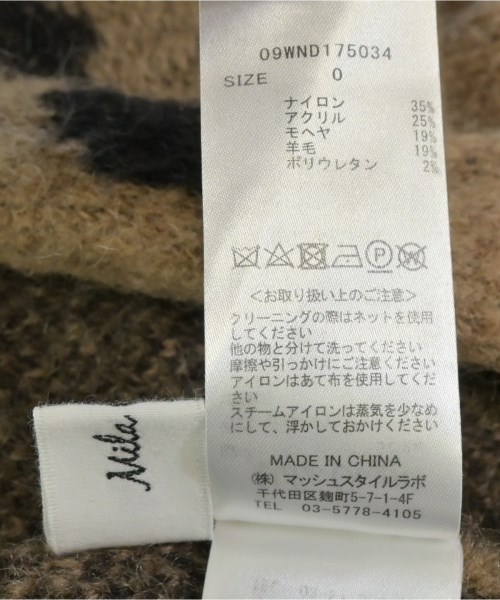 09WND175034
SIZE 0
ナイロン 35%
アクリル 25%
モヘヤ 19%
羊毛 19%
ポリウレタン 2%
P W
＜お取り扱い上のご注意＞
クリーニングの際はネットを使用
してください
他の物と分けて洗ってください
摩擦や引っかけにご注意ください
アイロンはあて布を使用してくだ
さい
スチームアイロンは蒸気を少なめ
にして、浮かしておかけください
MADE IN CHINA
(株) マッシュスタイルラボ
千代田区麹町5-7-1-4F
TEL 03-5778-4105
Mila